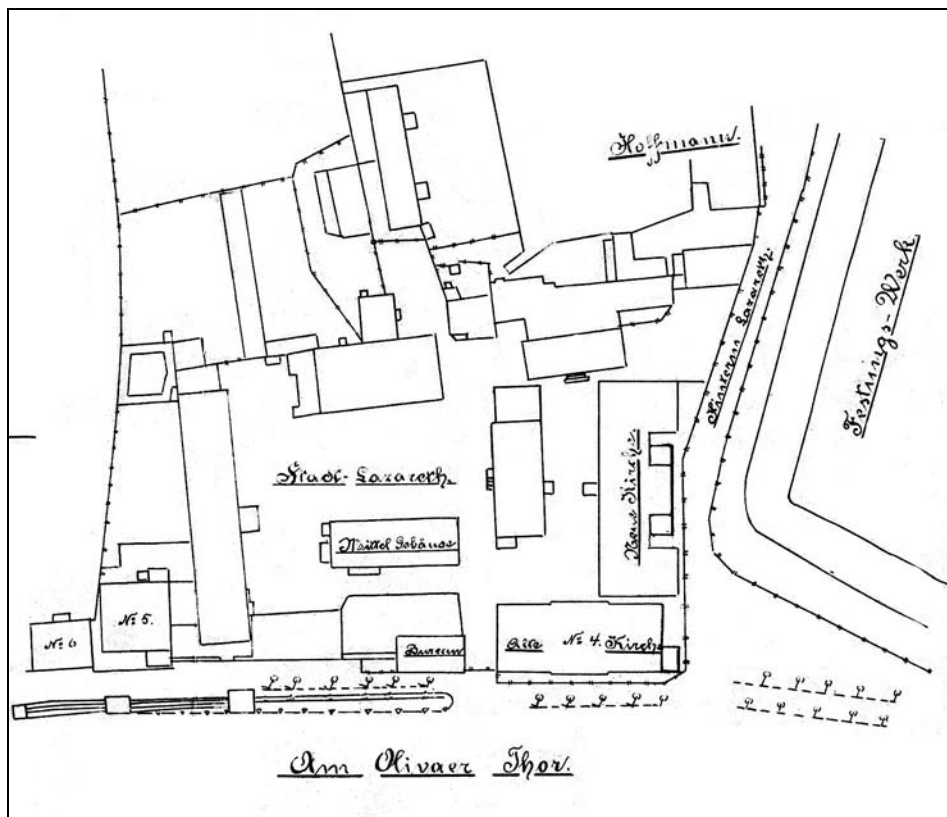 Hoffmann.
Hinterm Lazareth.
Festungs-Werk.
Stadt-Lazareth.
Neue Kirche
Mittel Gebäude
№ 5.
№ 6
Bureau
Alte № 4. Kirche
Am Olivaer Thor.